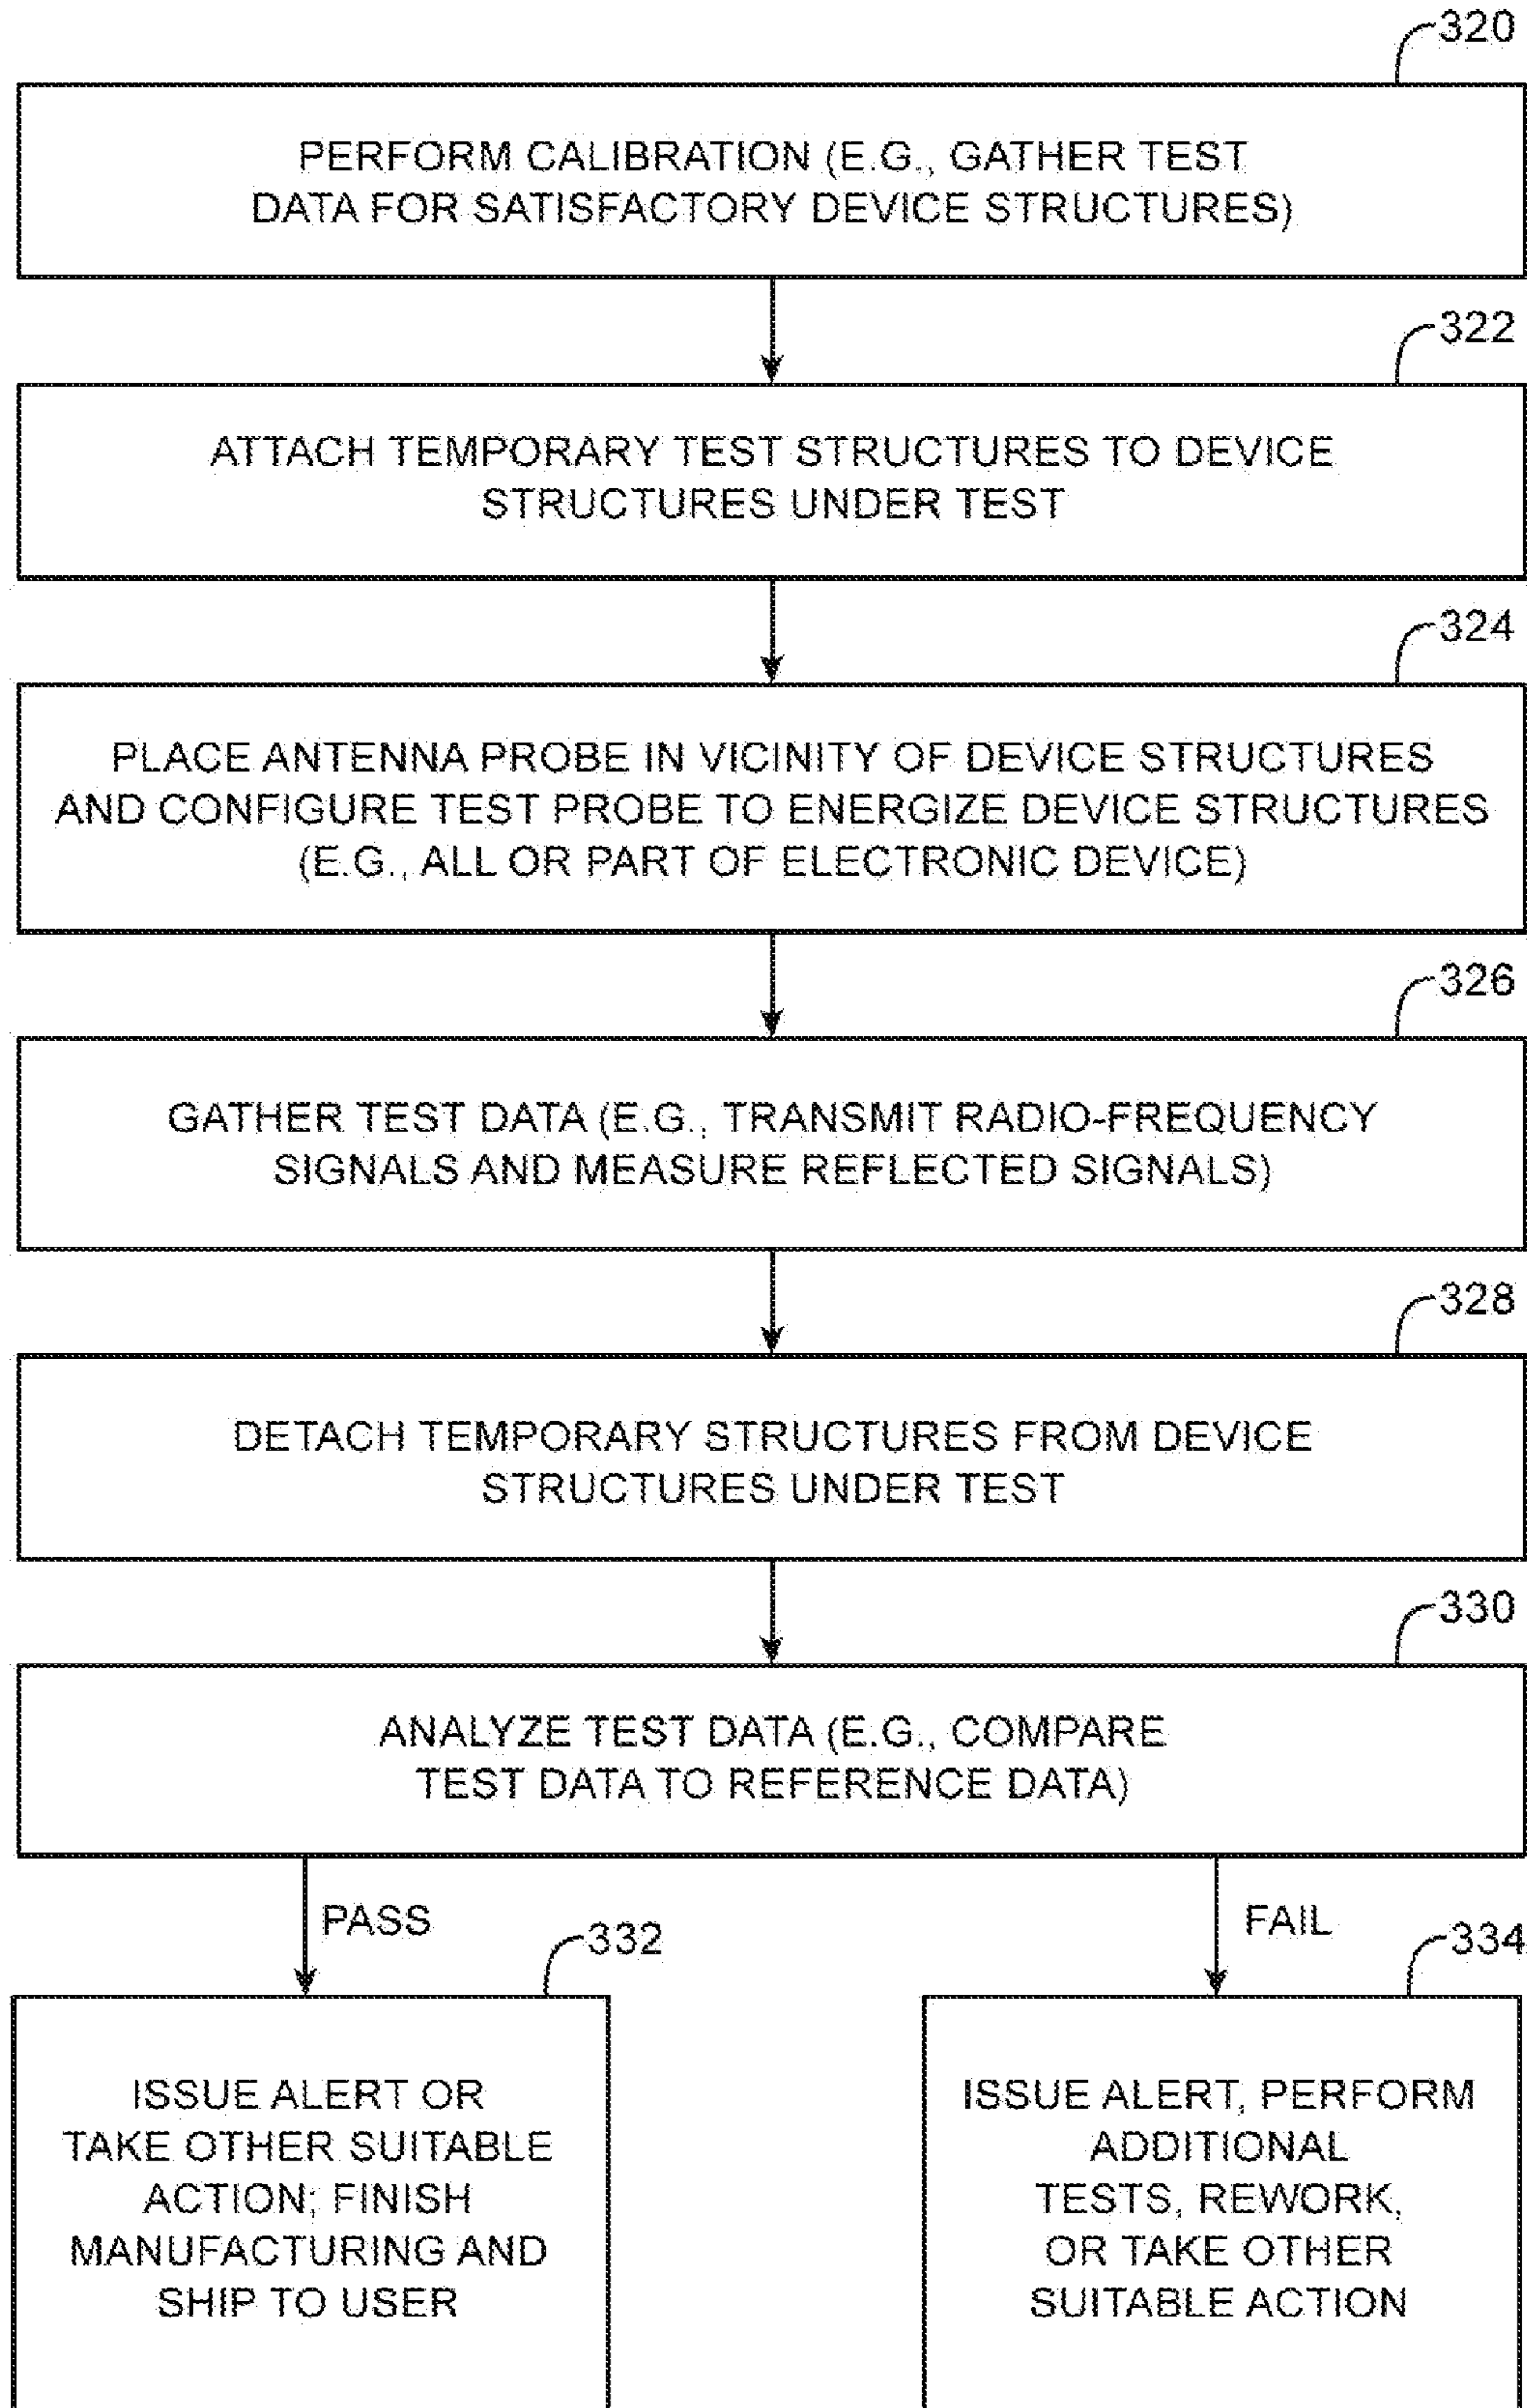 320
PERFORM CALIBRATION (E.G., GATHER TEST
DATA FOR SATISFACTORY DEVICE STRUCTURES)
322
ATTACH TEMPORARY TEST STRUCTURES TO DEVICE
STRUCTURES UNDER TEST
324
PLACE ANTENNA PROBE IN VICINITY OF DEVICE STRUCTURES
AND CONFIGURE TEST PROBE TO ENERGIZE DEVICE STRUCTURES
(E.G., ALL OR PART OF ELECTRONIC DEVICE)
326
GATHER TEST DATA (E.G., TRANSMIT RADIO-FREQUENCY
SIGNALS AND MEASURE REFLECTED SIGNALS)
328
DETACH TEMPORARY STRUCTURES FROM DEVICE
STRUCTURES UNDER TEST
330
ANALYZE TEST DATA (E.G., COMPARE
TEST DATA TO REFERENCE DATA)
PASS
332
ISSUE ALERT OR
TAKE OTHER SUITABLE
ACTION; FINISH
MANUFACTURING AND
SHIP TO USER
FAIL
334
ISSUE ALERT, PERFORM
ADDITIONAL
TESTS, REWORK,
OR TAKE OTHER
SUITABLE ACTION